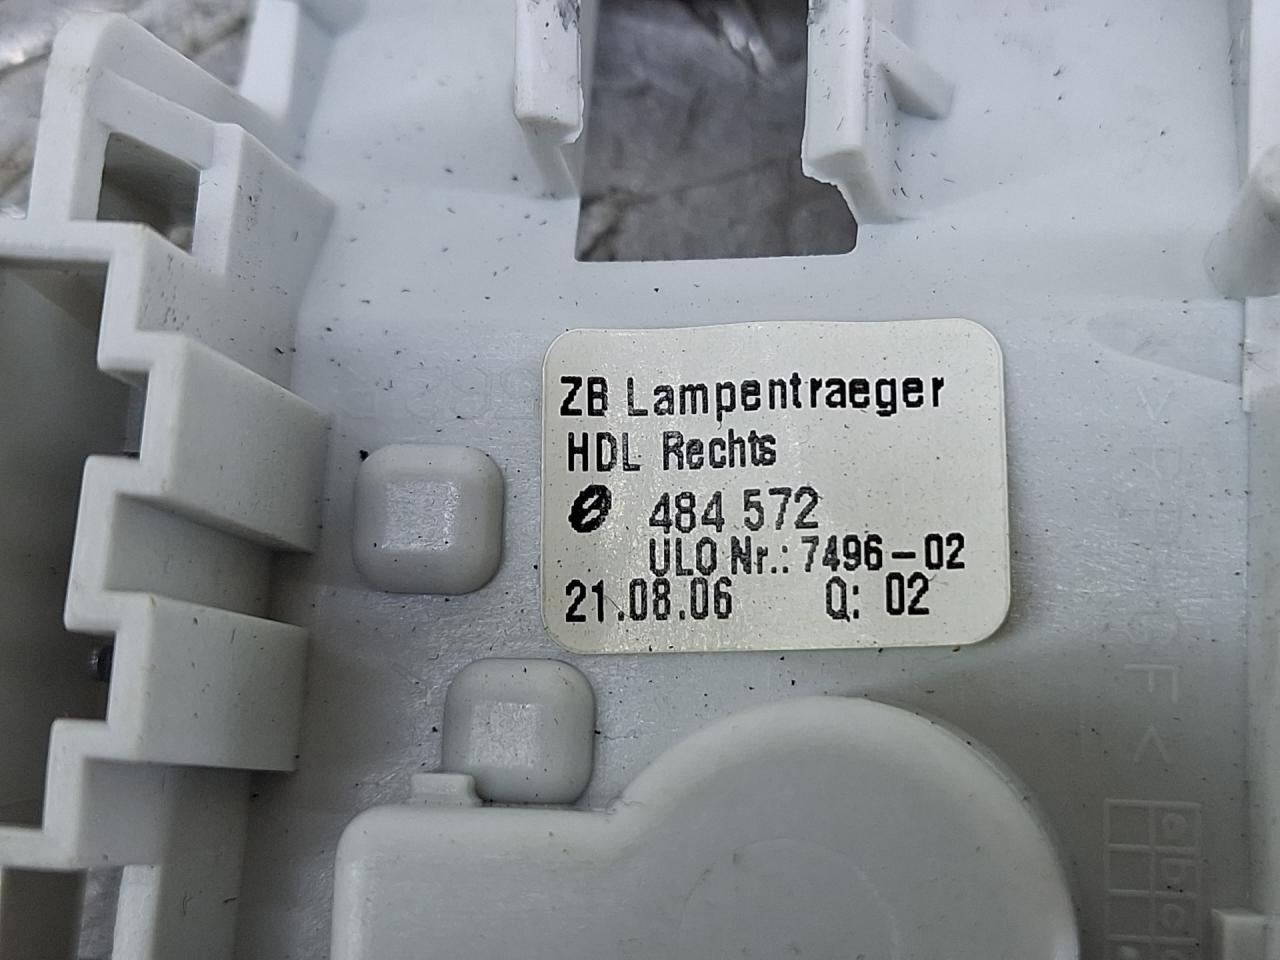 ZB Lampentraeger
HDL Rechts
484 572
ULO Nr.: 7496-02
21.08.06 Q: 02